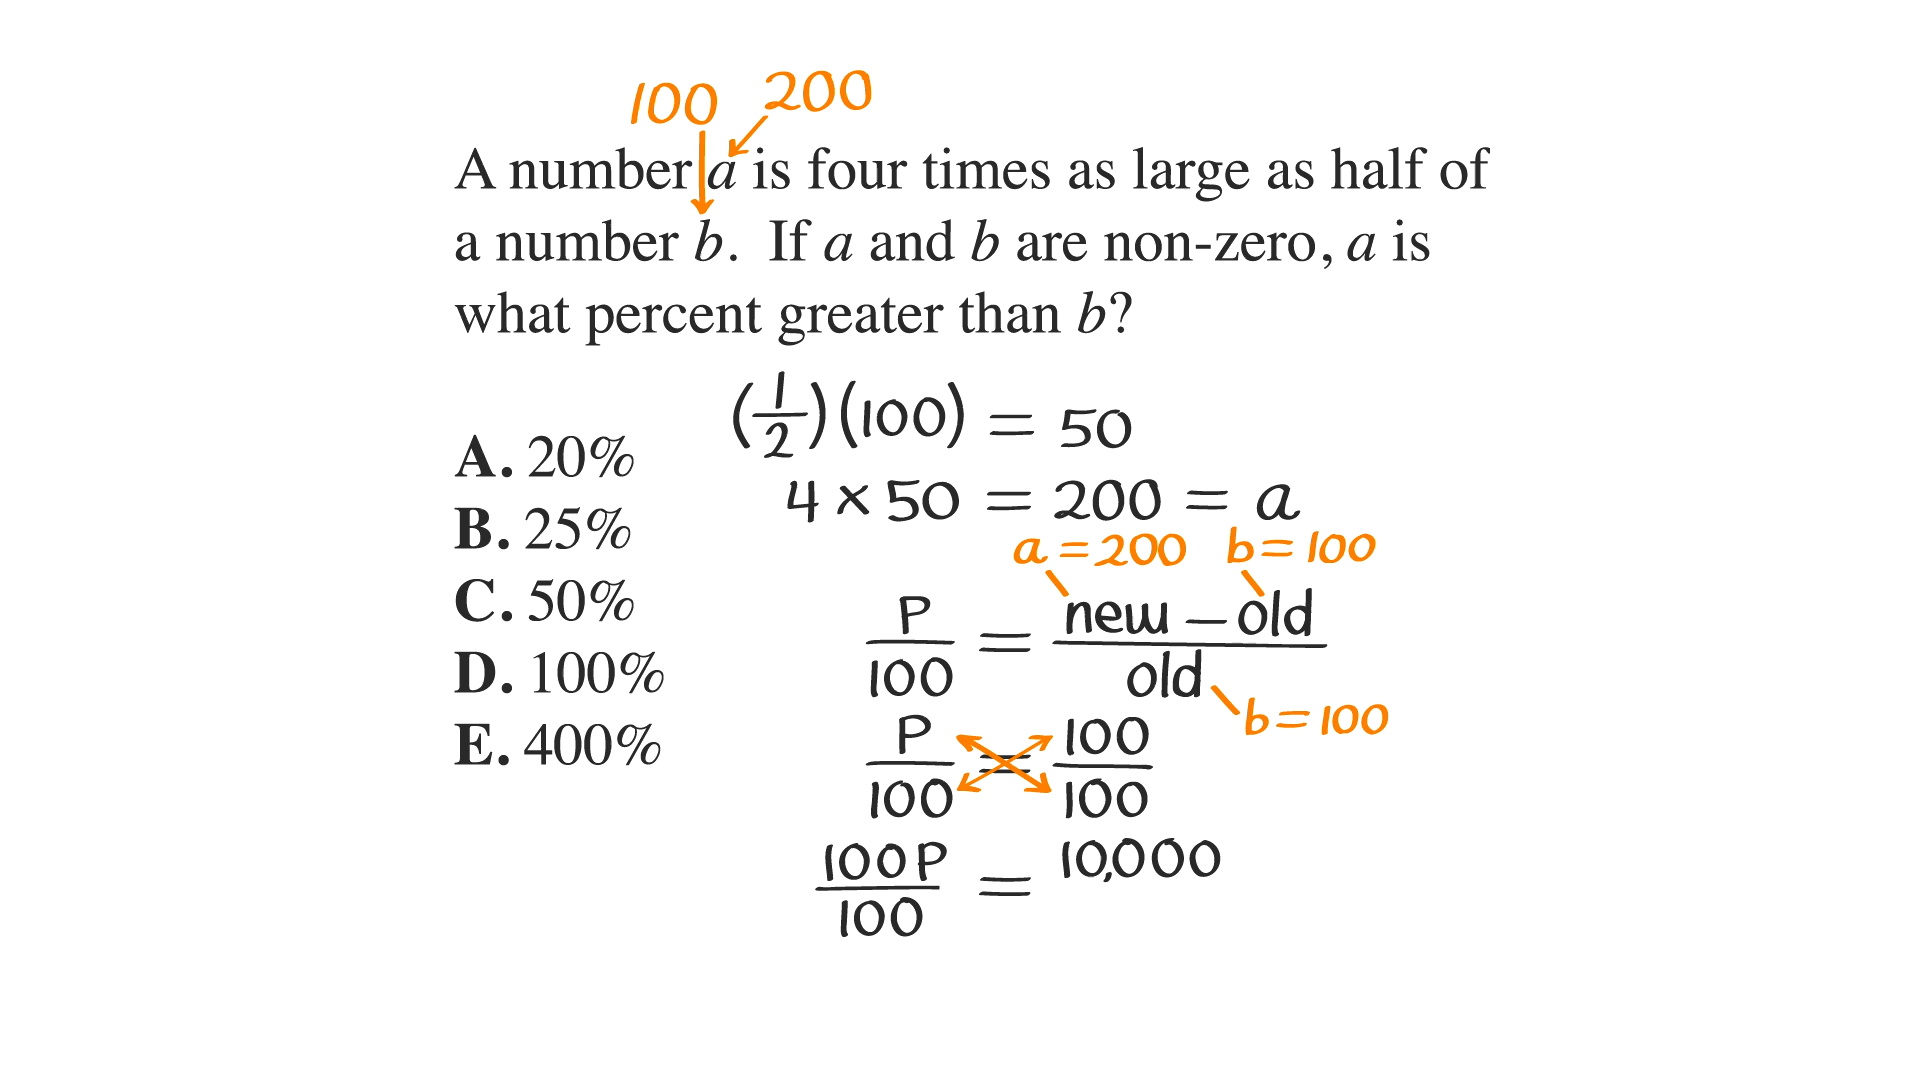 100 200
A number a is four times as large as half of
a number b. If a and b are non-zero, a is
what percent greater than b?
(1/2)(100) = 50
A. 20%
4 × 50 = 200 = a
B. 25%
a = 200 b = 100
C. 50%
P/100 = new – old/old
D. 100%
b = 100
E. 400%
P/100 = 100/100
100P/100 = 10,000